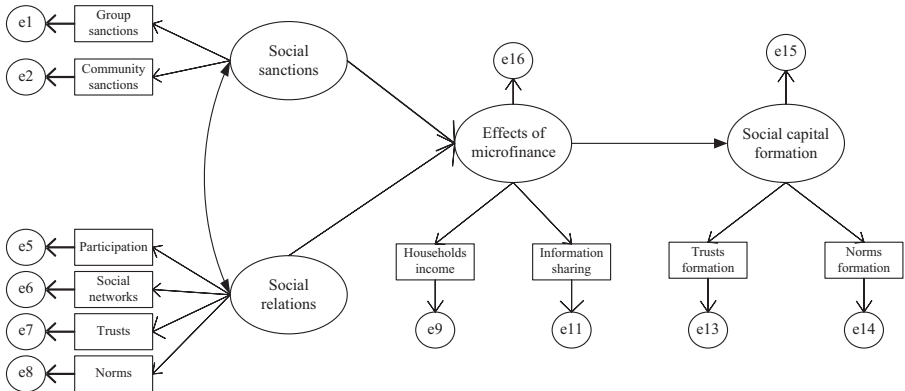 e1
Group
sanctions
e2
Community
sanctions
Social
sanctions
e16
e15
Effects of
microfinance
Social capital
formation
e5
Participation
e6
Social
networks
e7
Trusts
e8
Norms
Social
relations
Households
income
Information
sharing
Trusts
formation
Norms
formation
e9
e11
e13
e14